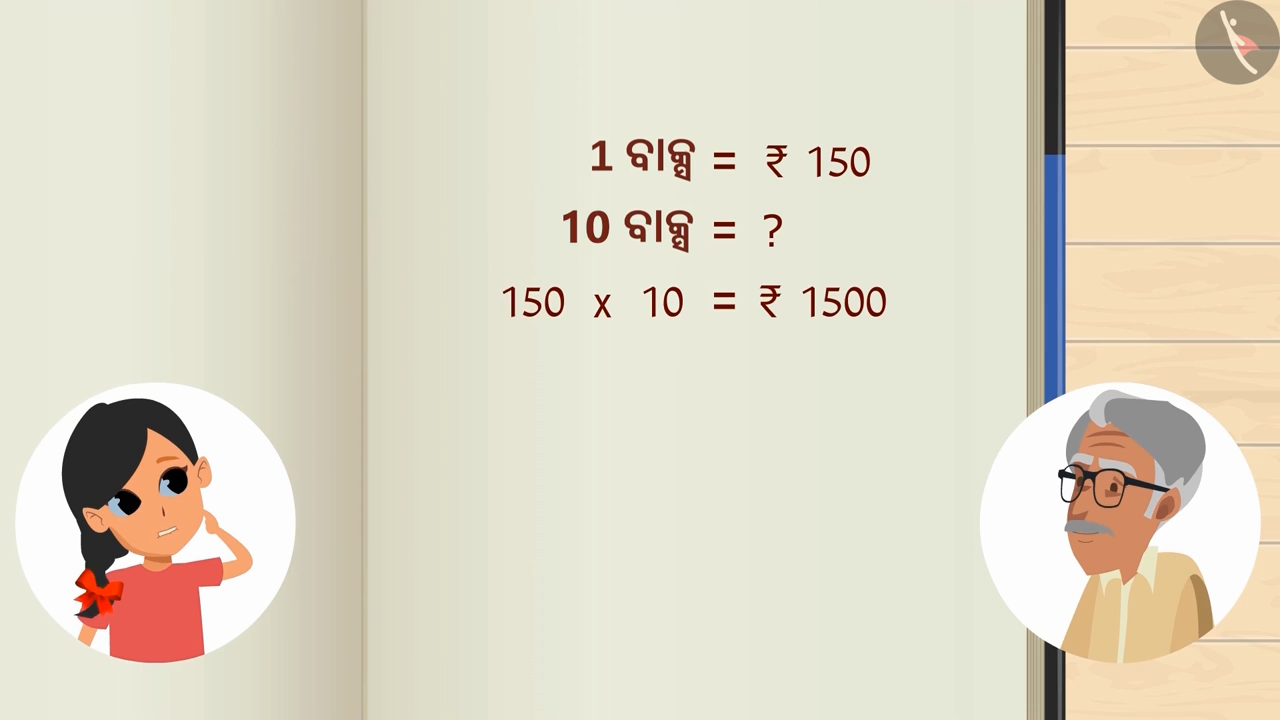 1 ବାକ୍ସ = ₹ 150
10 ବାକ୍ସ = ?
150 x 10 = ₹ 1500